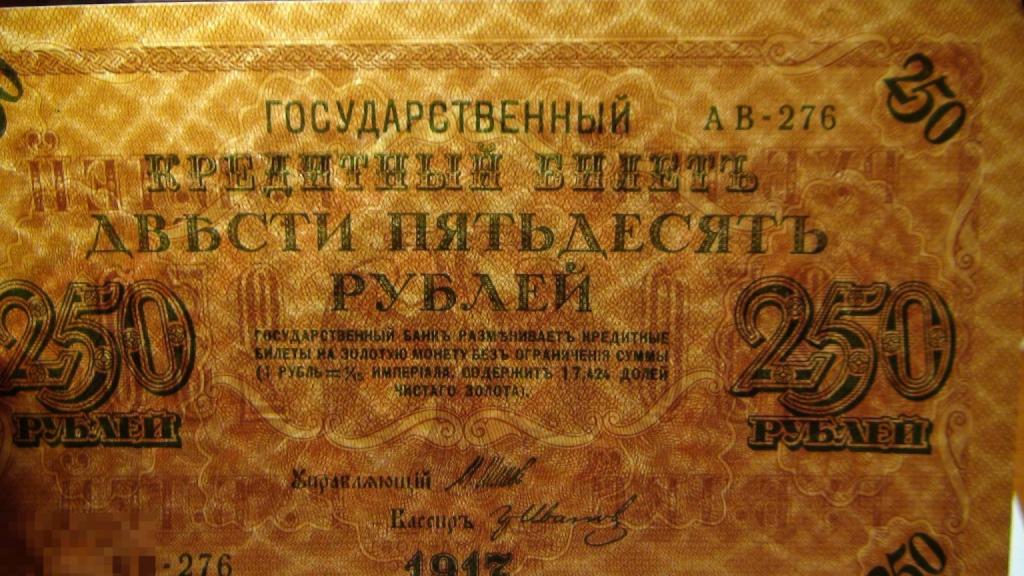 250
ГОСУДАРСТВЕННЫЙ АВ-276
КРЕДИТНЫЙ БИЛЕТЪ
ДВѢСТИ ПЯТЬДЕСЯТЪ
РУБЛЕЙ
250 250
РУБЛЕЙ РУБЛЕЙ
ГОСУДАРСТВЕННЫЙ БАНКЪ РАЗМѢНИВАЕТЪ КРЕДИТНЫЕ
БИЛЕТЫ НА ЗОЛОТУЮ МОНЕТУ БЕЗЪ ОГРАНИЧЕНІЯ СУММЫ
(1 РУБЛЬ=1/15 ИМПЕРІАЛА, СОДЕРЖИТЪ 17,424 ДОЛЕЙ
ЧИСТАГО ЗОЛОТА).
Управляющій
Кассиръ
-276
1917
250